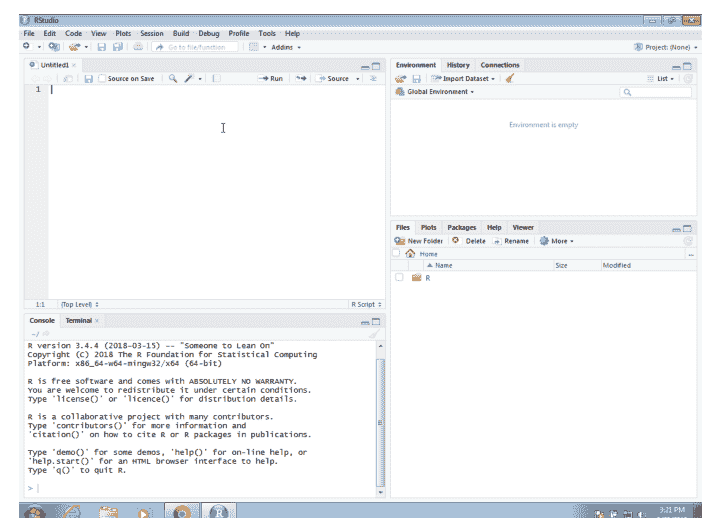 RStudio
File Edit Code View Plots Session Build Debug Profile Tools Help
Go to file/function Addins Project: (None)
Untitled1
Source on Save Run Source
1
1:1 (Top Level) R Script
Console Terminal
~/
R version 3.4.4 (2018-03-15) -- "Someone to Lean On"
Copyright (C) 2018 The R Foundation for Statistical Computing
Platform: x86_64-w64-mingw32/x64 (64-bit)
R is free software and comes with ABSOLUTELY NO WARRANTY.
You are welcome to redistribute it under certain conditions.
Type 'license()' or 'licence()' for distribution details.
R is a collaborative project with many contributors.
Type 'contributors()' for more information and
'citation()' on how to cite R or R packages in publications.
Type 'demo()' for some demos, 'help()' for on-line help, or
'help.start()' for an HTML browser interface to help.
Type 'q()' to quit R.
>
Environment History Connections
Import Dataset List
Global Environment
Environment is empty
Files Plots Packages Help Viewer
New Folder Delete Rename More
Home
Name Size Modified
R
3:21 PM